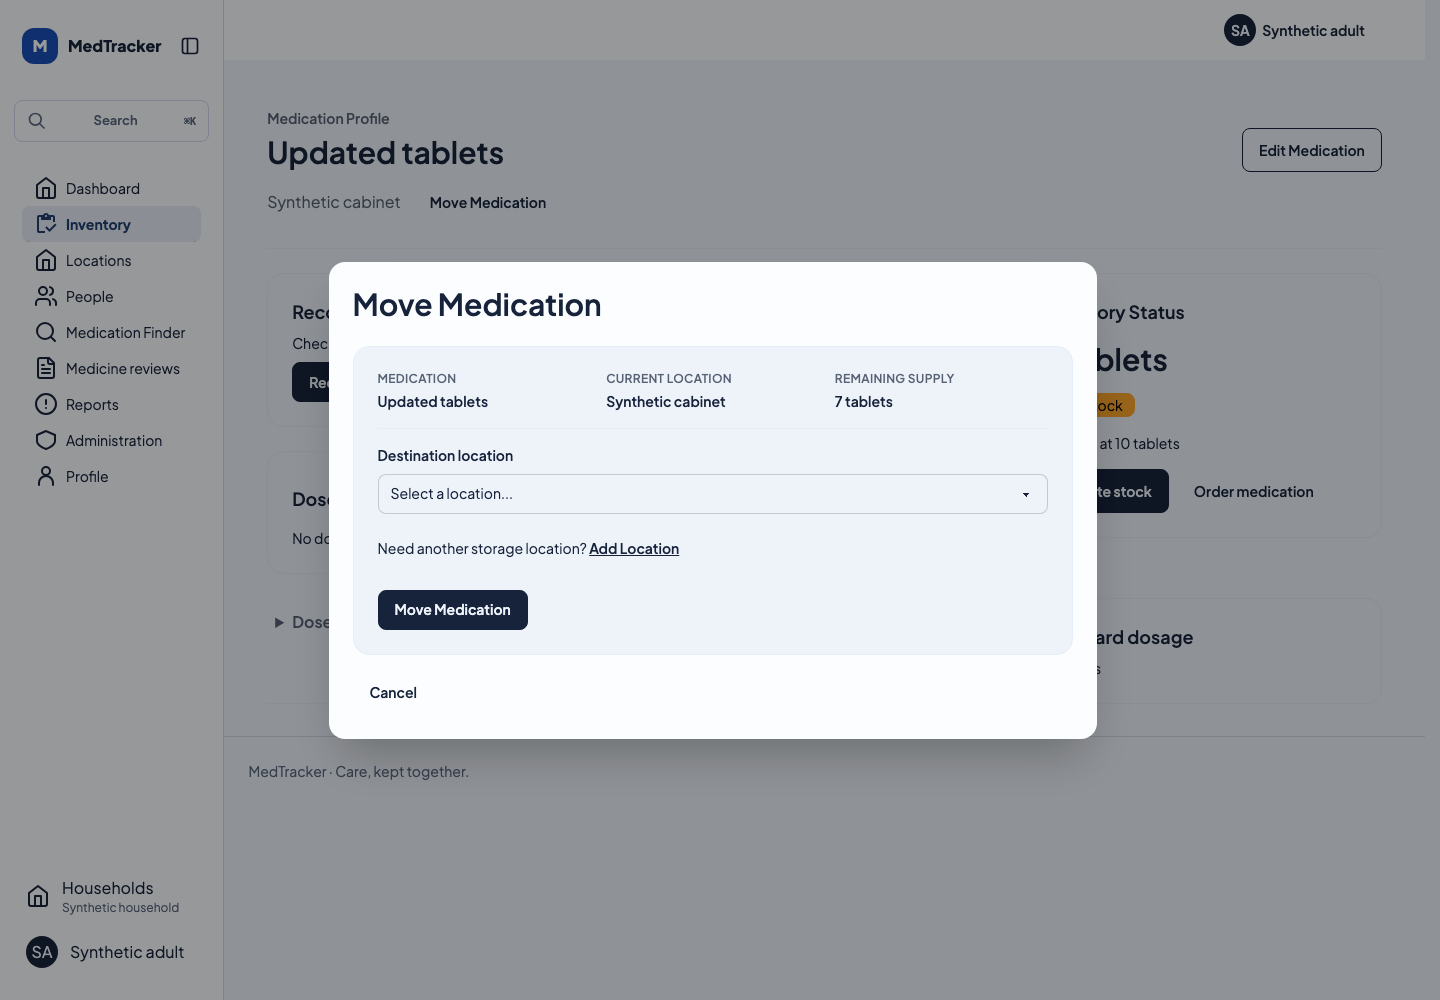 M MedTracker
Search ⌘K
Dashboard
Inventory
Locations
People
Medication Finder
Medicine reviews
Reports
Administration
Profile
Households
Synthetic household
SA Synthetic adult
SA Synthetic adult
Medication Profile
Updated tablets
Edit Medication
Synthetic cabinet Move Medication
Move Medication
MEDICATION CURRENT LOCATION REMAINING SUPPLY
Updated tablets Synthetic cabinet 7 tablets
Destination location
Select a location...
Need another storage location? Add Location
Move Medication
Cancel
Status
at 10 tablets
stock Order medication
Dose
dosage
MedTracker · Care, kept together.